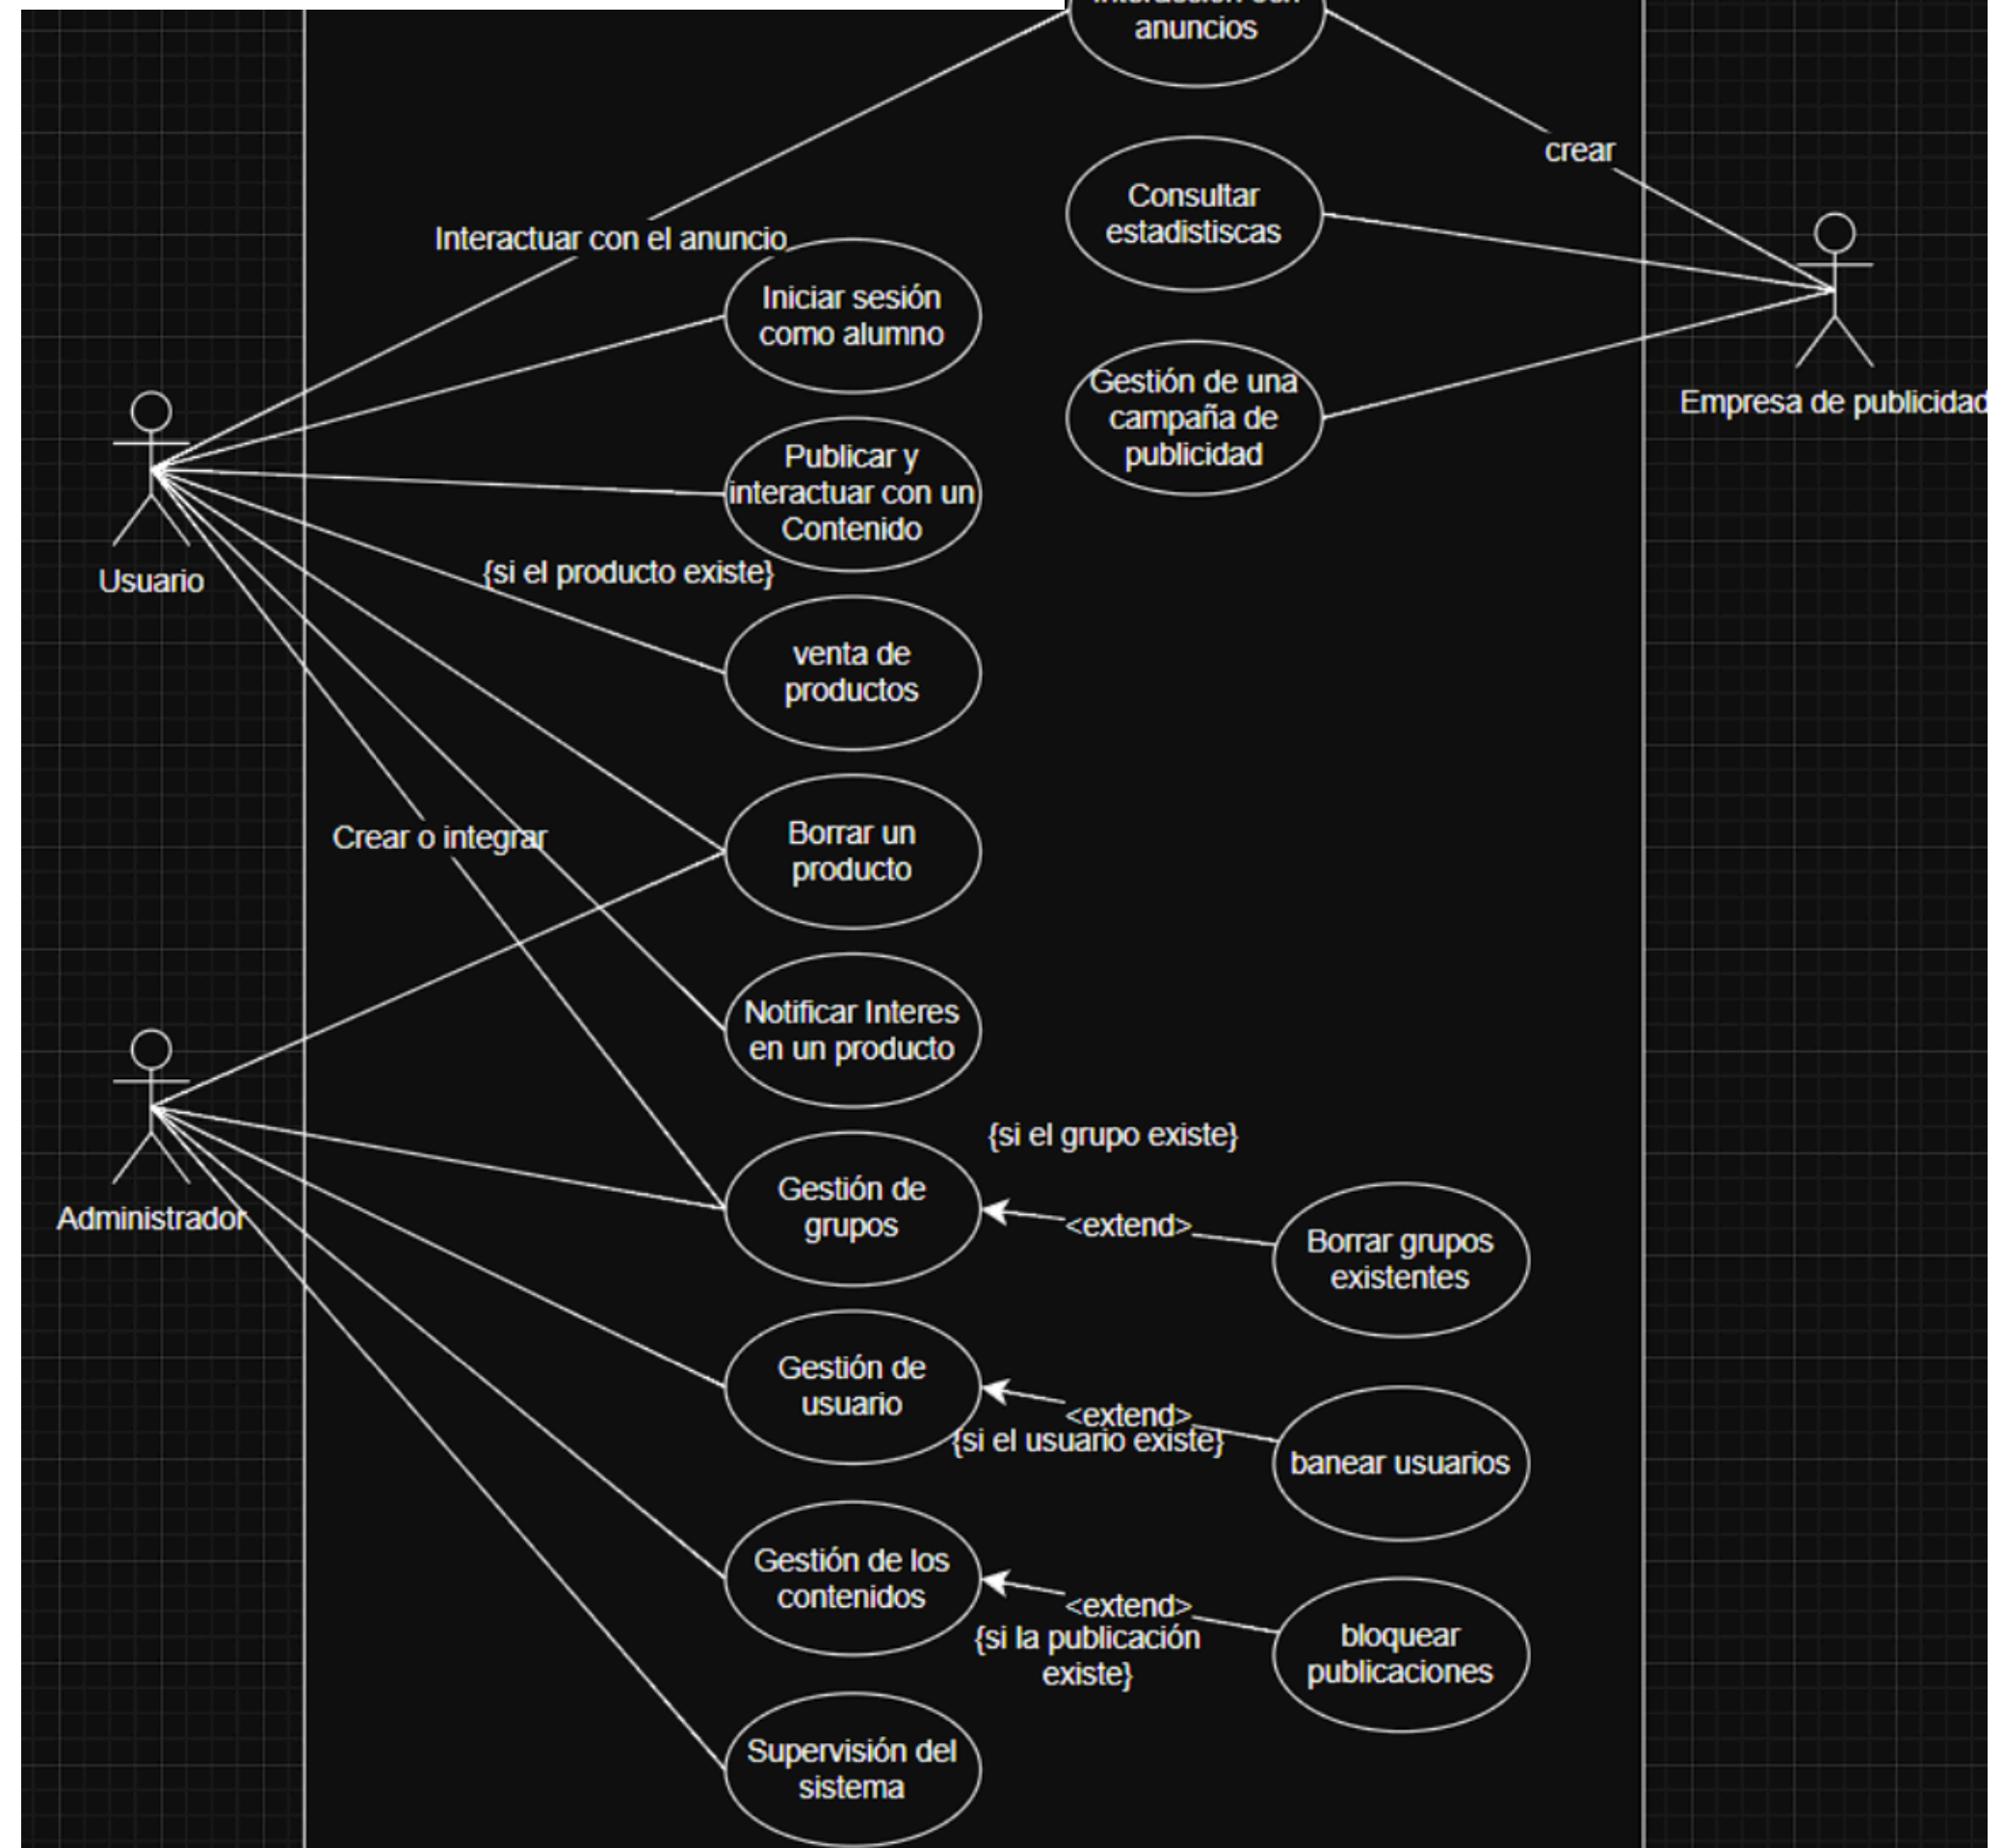 anuncios
crear
Consultar
estadistiscas
Interactuar con el anuncio
Iniciar sesión
como alumno
Gestión de una
campaña de
publicidad
Empresa de publicidad
Publicar y
interactuar con un
Contenido
Usuario
{si el producto existe}
venta de
productos
Crear o integrar
Borrar un
producto
Notificar Interes
en un producto
{si el grupo existe}
Administrador
Gestión de
grupos
<extend>
Borrar grupos
existentes
Gestión de
usuario
<extend>
{si el usuario existe}
banear usuarios
Gestión de los
contenidos
<extend>
{si la publicación
existe}
bloquear
publicaciones
Supervisión del
sistema